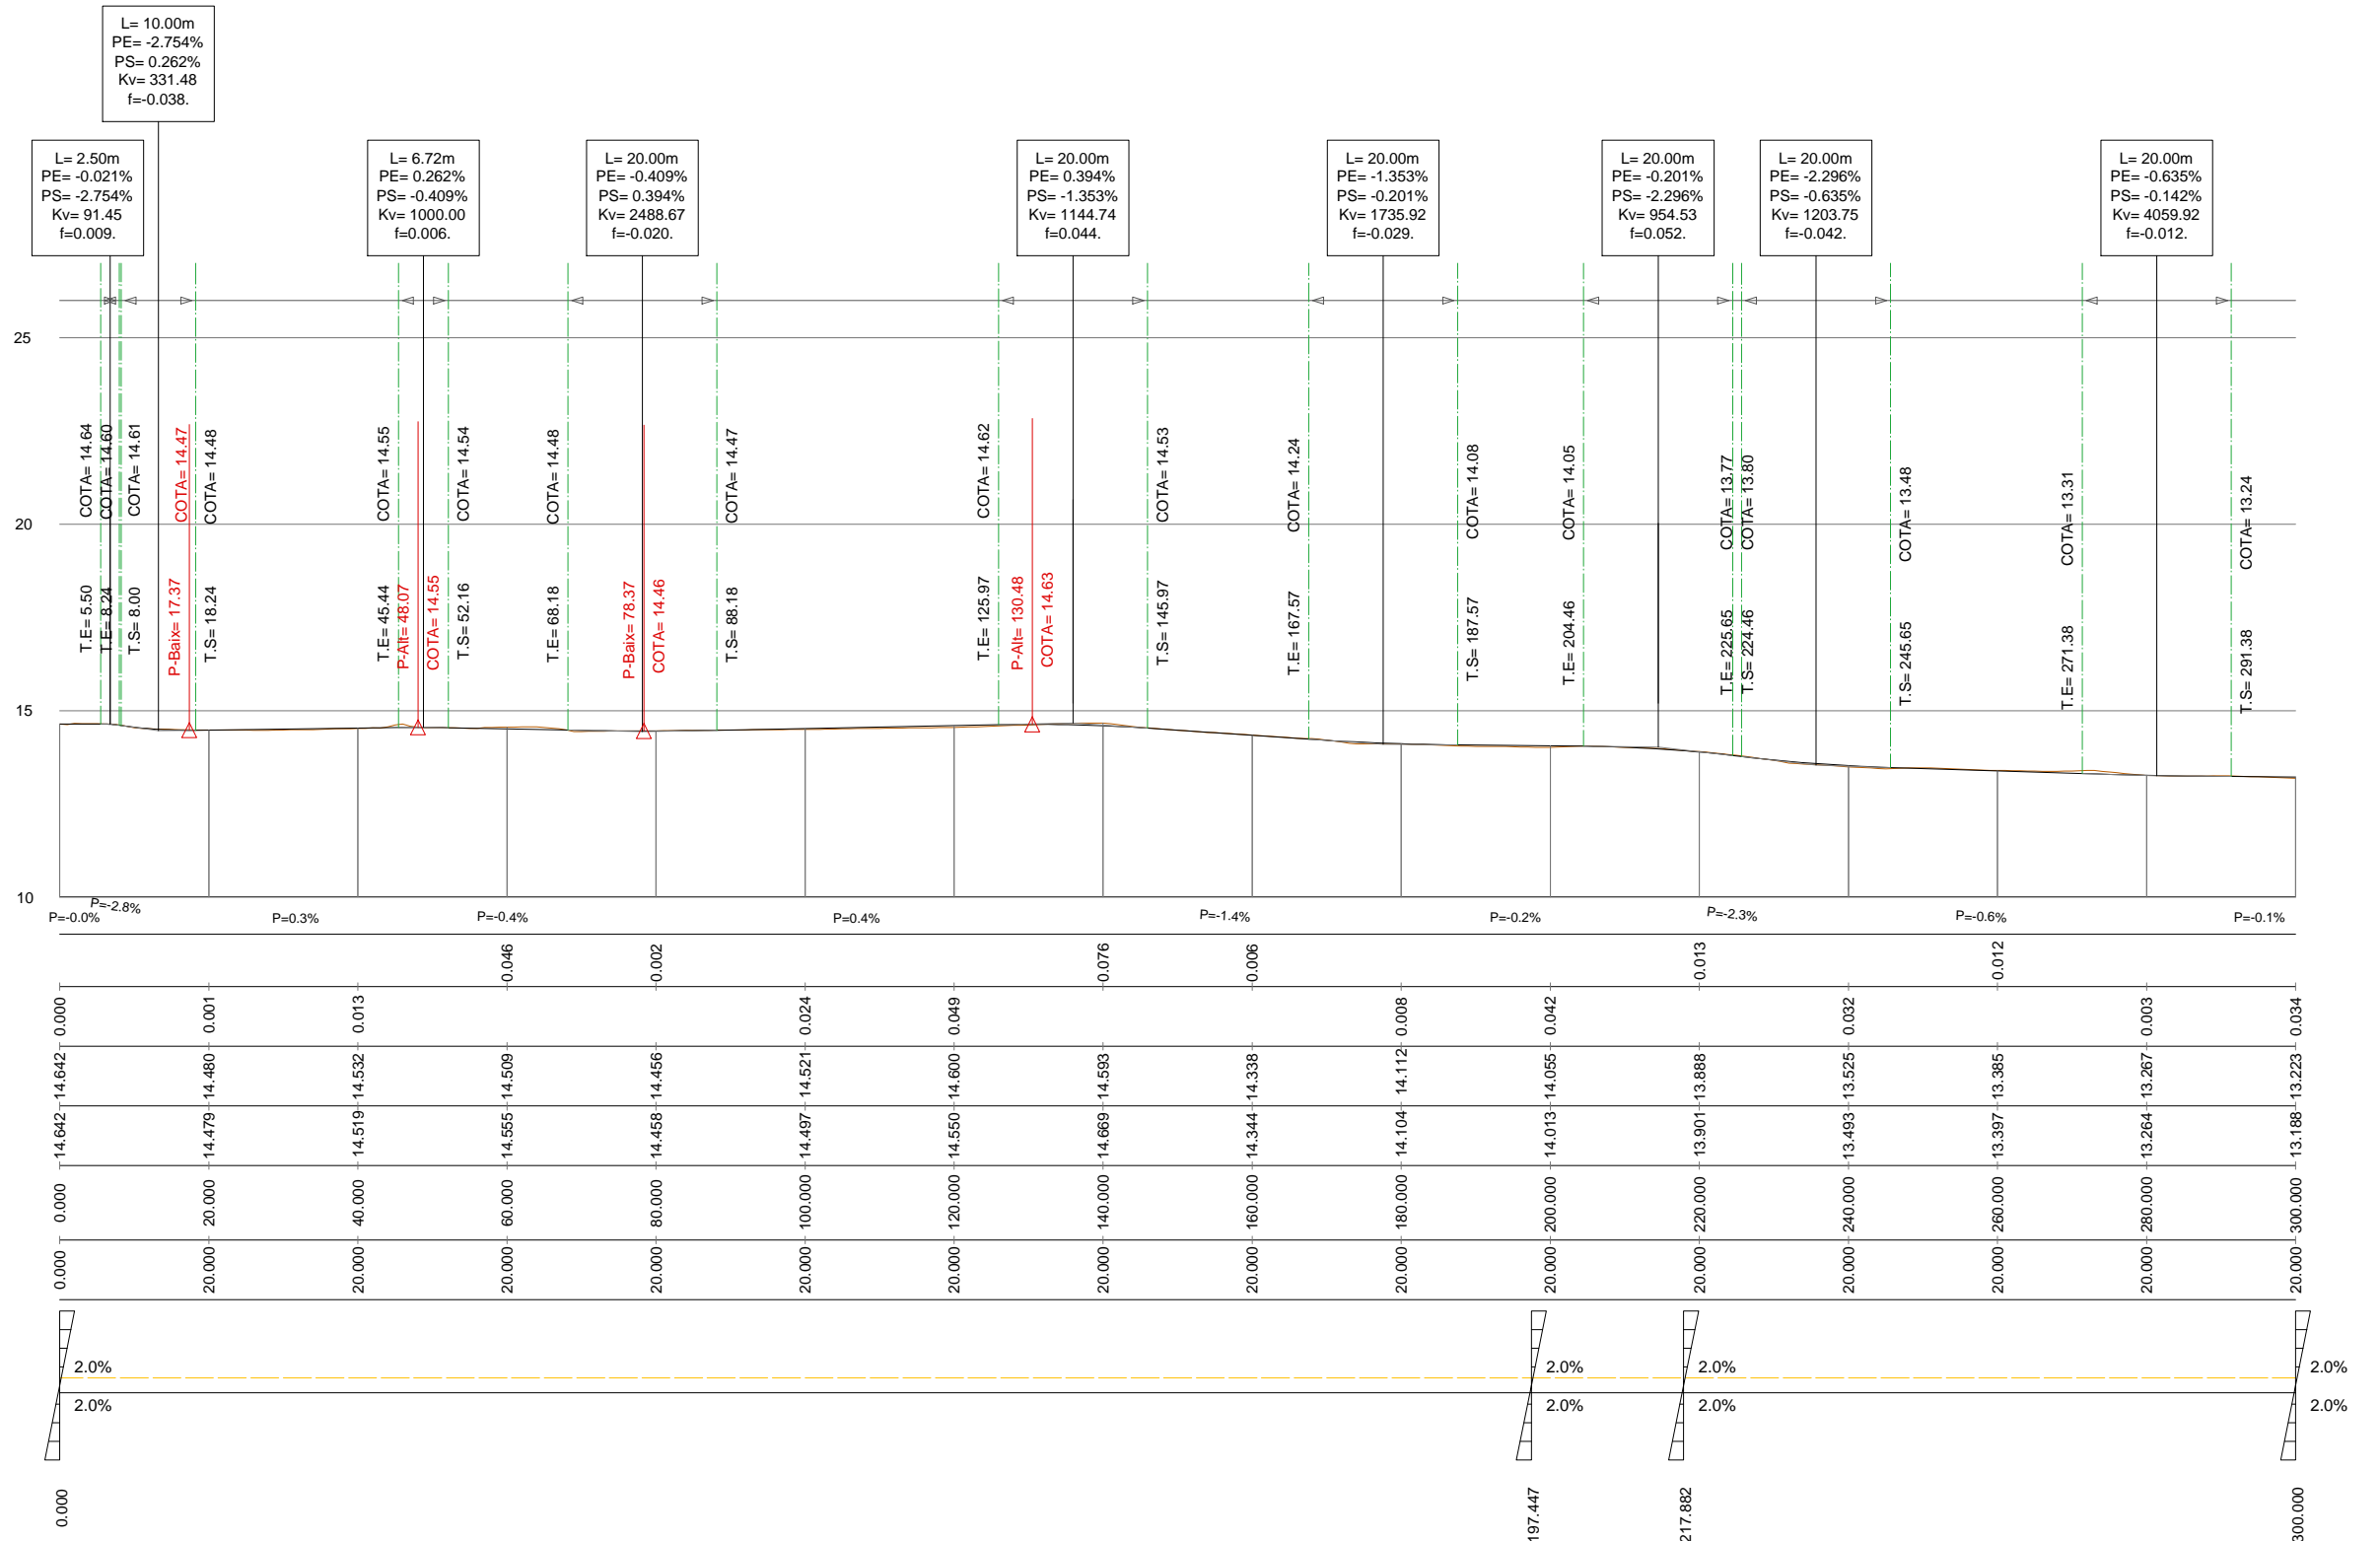 L= 10.00m
PE= -2.754%
PS= 0.262%
Kv= 331.48
f=-0.038.
L= 2.50m
PE= -0.021%
PS= -2.754%
Kv= 91.45
f=0.009.
L= 6.72m
PE= 0.262%
PS= -0.409%
Kv= 1000.00
f=0.006.
L= 20.00m
PE= -0.409%
PS= 0.394%
Kv= 2488.67
f=-0.020.
L= 20.00m
PE= 0.394%
PS= -1.353%
Kv= 1144.74
f=0.044.
L= 20.00m
PE= -1.353%
PS= -0.201%
Kv= 1735.92
f=-0.029.
L= 20.00m
PE= -0.201%
PS= -2.296%
Kv= 954.53
f=0.052.
L= 20.00m
PE= -2.296%
PS= -0.635%
Kv= 1203.75
f=-0.042.
L= 20.00m
PE= -0.635%
PS= -0.142%
Kv= 4059.92
f=-0.012.
25
20
15
10
T.E= 5.50 COTA= 14.64
T.E= 8.24 COTA= 14.60
T.S= 8.00 COTA= 14.61
P-Baix= 17.37 COTA= 14.47
T.S= 18.24 COTA= 14.48
T.E= 45.44 COTA= 14.55
P-Alt= 48.07
COTA= 14.55
T.S= 52.16 COTA= 14.54
T.E= 68.18 COTA= 14.48
P-Baix= 78.37
COTA= 14.46
T.S= 88.18 COTA= 14.47
T.E= 125.97 COTA= 14.62
P-Alt= 130.48
COTA= 14.63
T.S= 145.97 COTA= 14.53
T.E= 167.57 COTA= 14.24
T.S= 187.57 COTA= 14.08
T.E= 204.46 COTA= 14.05
T.E= 225.65 COTA= 13.77
T.S= 224.46 COTA= 13.80
T.S= 245.65 COTA= 13.48
T.E= 271.38 COTA= 13.31
T.S= 291.38 COTA= 13.24
P=-0.0% P=-2.8% P=0.3% P=-0.4% P=0.4% P=-1.4% P=-0.2% P=-2.3% P=-0.6% P=-0.1%
0.046 0.002 0.076 0.006 0.013 0.012
0.000 0.001 0.013 0.024 0.049 0.008 0.042 0.032 0.003 0.034
14.642 14.480 14.532 14.509 14.456 14.521 14.600 14.593 14.338 14.112 14.055 13.888 13.525 13.385 13.267 13.223
14.642 14.479 14.519 14.555 14.458 14.497 14.550 14.669 14.344 14.104 14.013 13.901 13.493 13.397 13.264 13.188
0.000 20.000 40.000 60.000 80.000 100.000 120.000 140.000 160.000 180.000 200.000 220.000 240.000 260.000 280.000 300.000
0.000 20.000 20.000 20.000 20.000 20.000 20.000 20.000 20.000 20.000 20.000 20.000 20.000 20.000 20.000 20.000
2.0% 2.0% 2.0% 2.0%
2.0% 2.0% 2.0% 2.0%
0.000 197.447 217.882 300.000